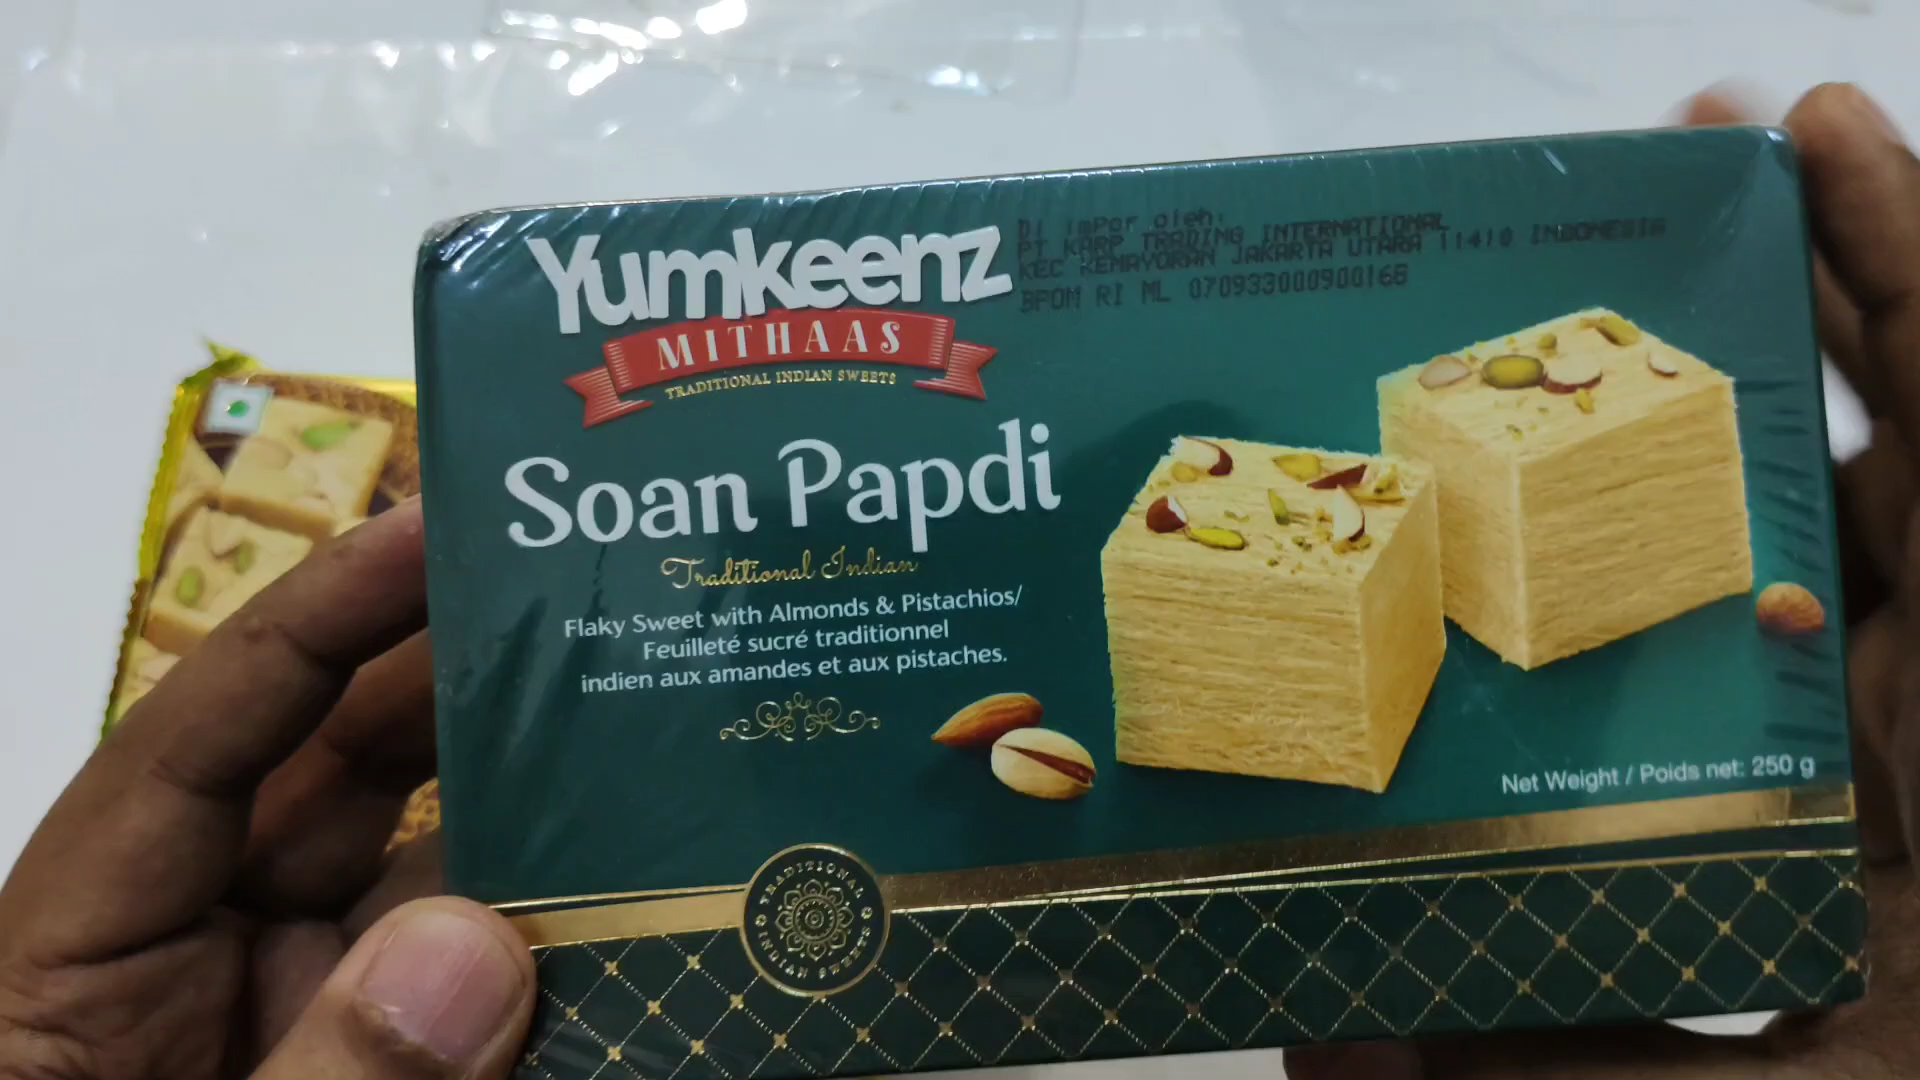 Yumkeenz
MITHAAS
TRADITIONAL INDIAN SWEETS
Di imPor oleh:
PT KARP TRADING INTERNATIONAL
KEC KEMAYORAN JAKARTA UTARA 11410 INDONESIA
BPOM RI ML 070933000900168
Soan Papdi
Traditional Indian
Flaky Sweet with Almonds & Pistachios/
Feuilleté sucré traditionnel
indien aux amandes et aux pistaches.
Net Weight / Poids net: 250 g
TRADITIONAL
INDIAN SWEETS